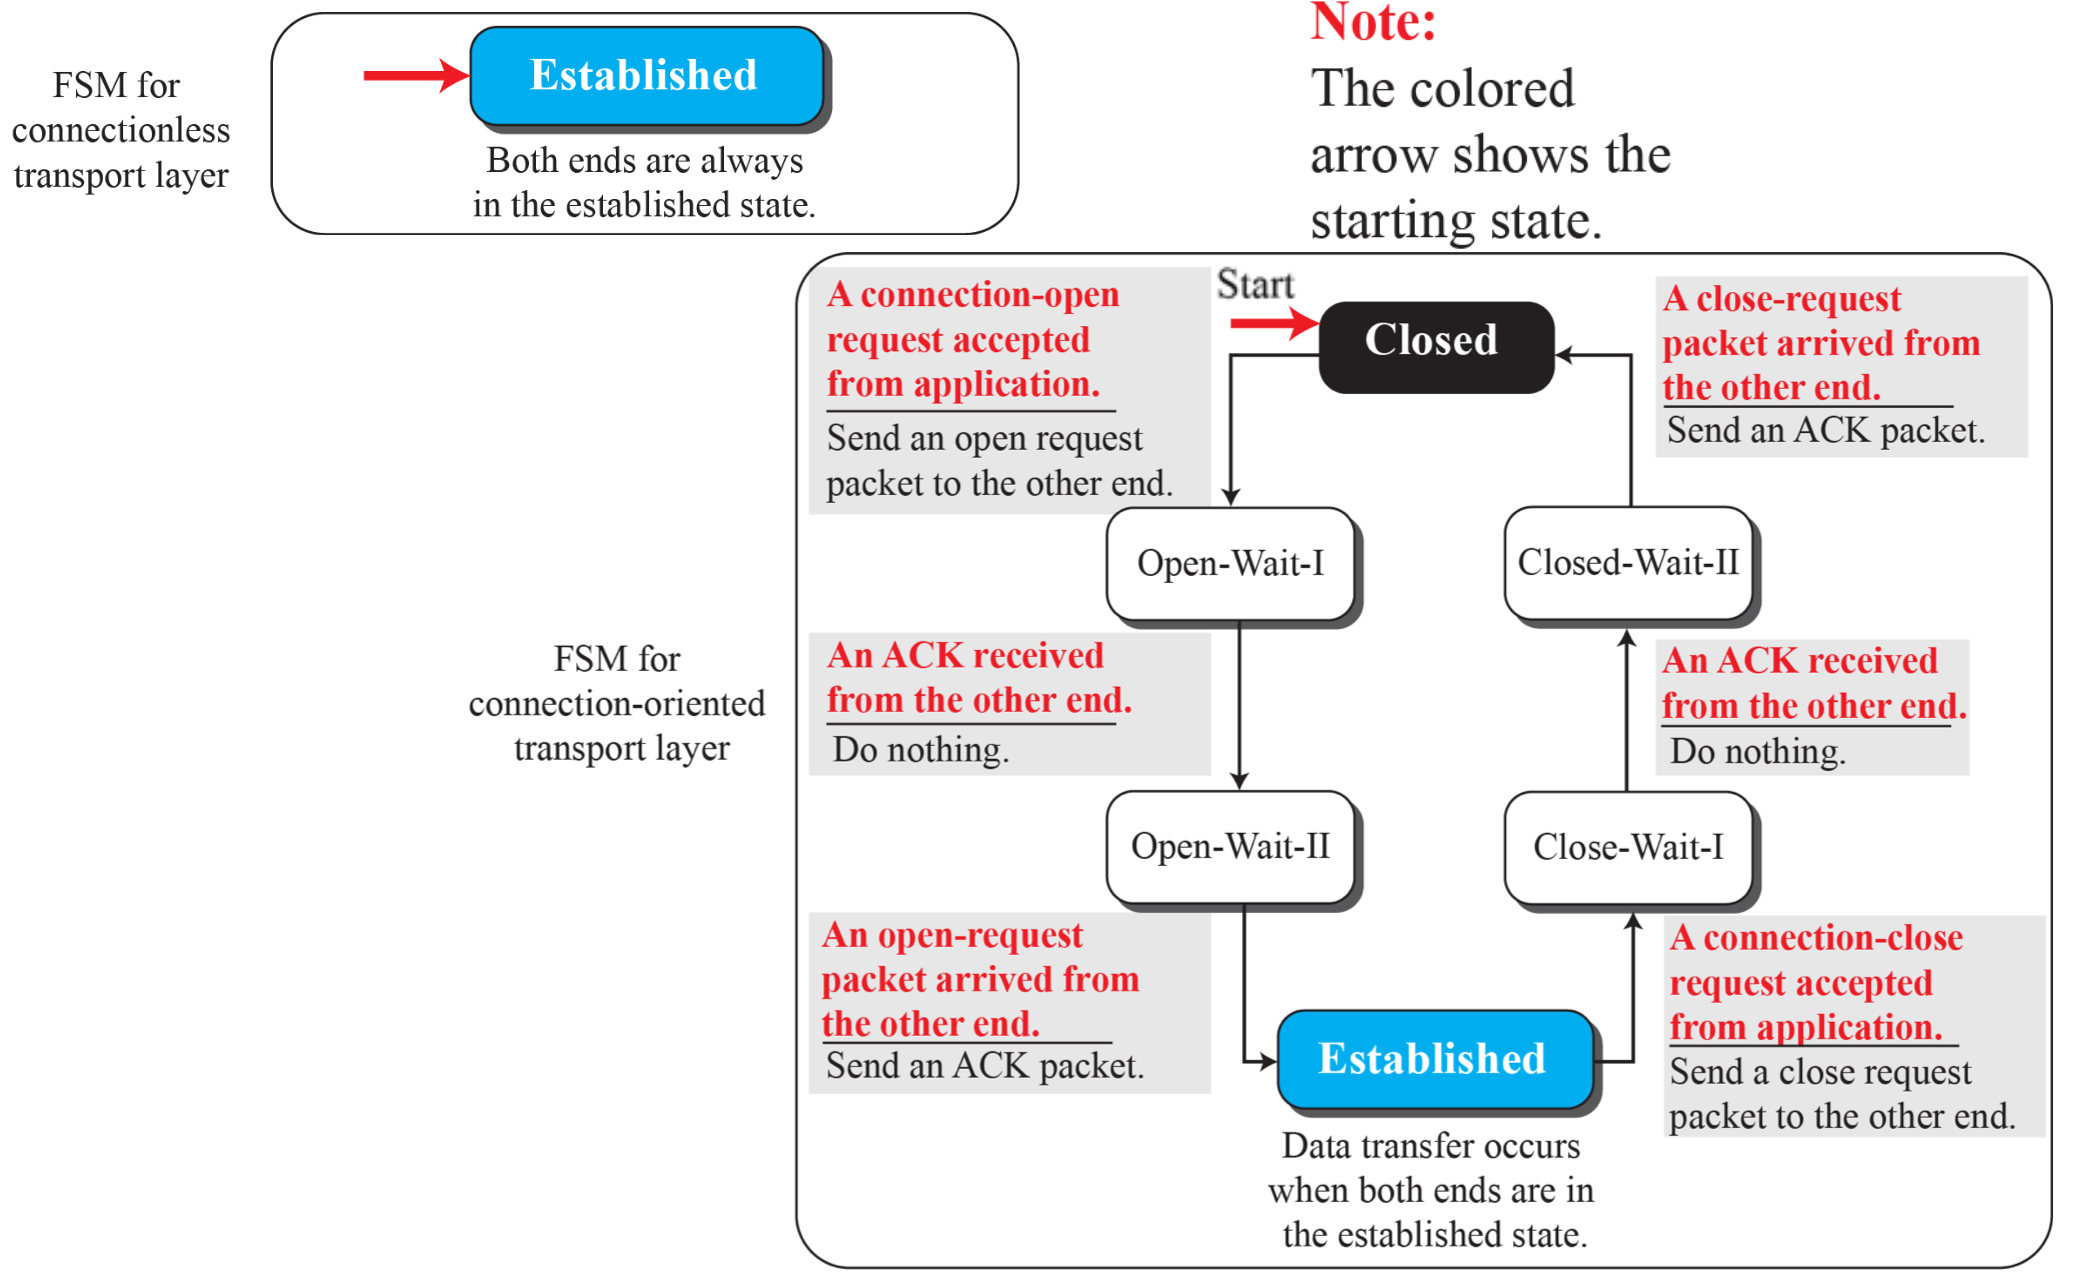 FSM for
connectionless
transport layer
Established
Both ends are always
in the established state.
Note:
The colored
arrow shows the
starting state.
FSM for
connection-oriented
transport layer
Start
Closed
A connection-open
request accepted
from application.
Send an open request
packet to the other end.
Open-Wait-I
An ACK received
from the other end.
Do nothing.
Open-Wait-II
An open-request
packet arrived from
the other end.
Send an ACK packet.
Established
Data transfer occurs
when both ends are in
the established state.
A connection-close
request accepted
from application.
Send a close request
packet to the other end.
Close-Wait-I
An ACK received
from the other end.
Do nothing.
Closed-Wait-II
A close-request
packet arrived from
the other end.
Send an ACK packet.